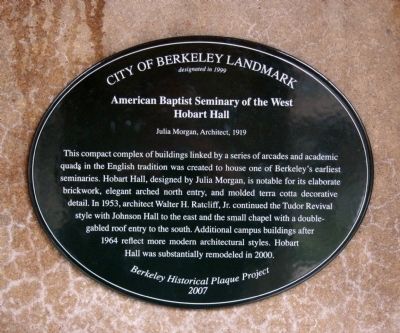 CITY OF BERKELEY LANDMARK
designated in 1999
American Baptist Seminary of the West
Hobart Hall
Julia Morgan, Architect, 1919
This compact complex of buildings linked by a series of arcades and academic
quads in the English tradition was created to house one of Berkeley's earliest
seminaries. Hobart Hall, designed by Julia Morgan, is notable for its elaborate
brickwork, elegant arched north entry, and molded terra cotta decorative
detail. In 1953, architect Walter H. Ratcliff, Jr. continued the Tudor Revival
style with Johnson Hall to the east and the small chapel with a double-
gabled roof entry to the south. Additional campus buildings after
1964 reflect more modern architectural styles. Hobart
Hall was substantially remodeled in 2000.
Berkeley Historical Plaque Project
2007